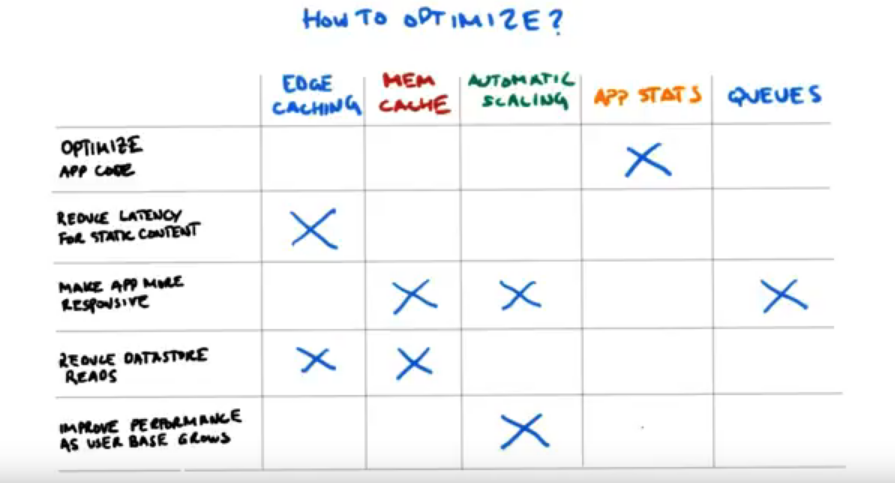 HOW TO OPTIMIZE?
EDGE CACHING
MEM CACHE
AUTOMATIC SCALING
APP STATS
QUEUES
OPTIMIZE
APP CODE
REDUCE LATENCY
FOR STATIC CONTENT
MAKE APP MORE
RESPONSIVE
REDUCE DATASTORE
READS
IMPROVE PERFORMANCE
AS USER BASE GROWS